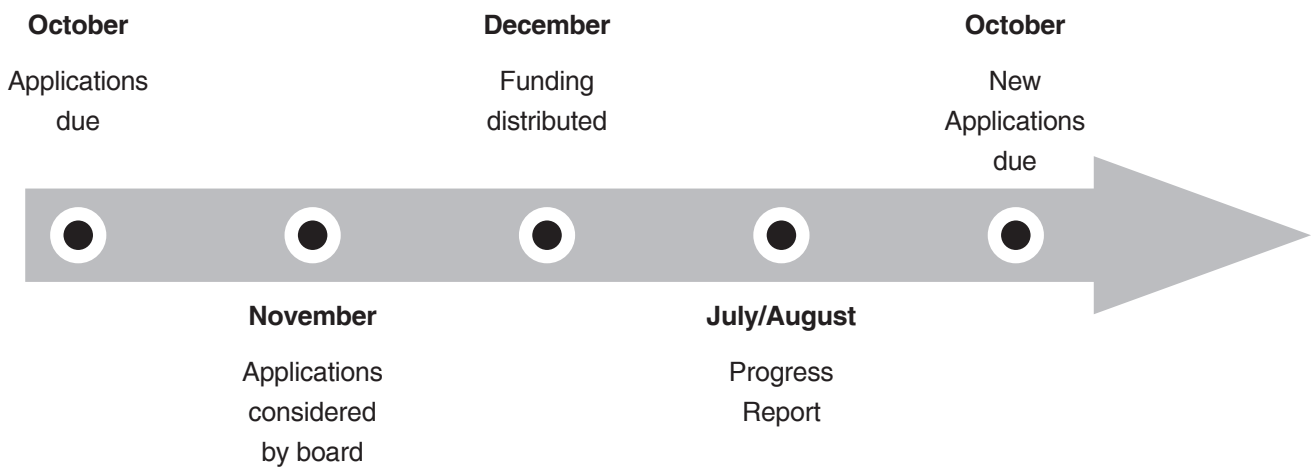 October
Applications
due
November
Applications
considered
by board
December
Funding
distributed
July/August
Progress
Report
October
New
Applications
due